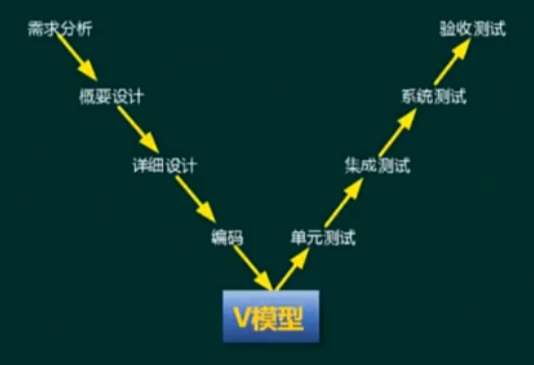 需求分析
验收测试
概要设计
系统测试
详细设计
集成测试
编码
单元测试
V模型